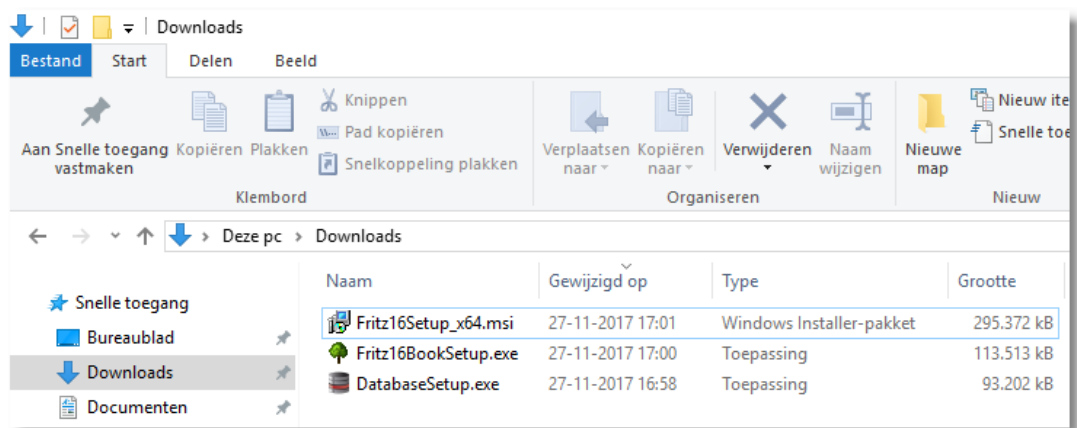 Downloads
Bestand Start Delen Beeld
Aan Snelle toegang vastmaken
Kopiëren
Plakken
Knippen
Pad kopiëren
Snelkoppeling plakken
Klembord
Verplaatsen naar
Kopiëren naar
Verwijderen
Naam wijzigen
Organiseren
Nieuwe map
Nieuw ite
Snelle toe
Nieuw
Deze pc Downloads
Snelle toegang
Bureaublad
Downloads
Documenten
Naam Gewijzigd op Type Grootte
Fritz16Setup_x64.msi 27-11-2017 17:01 Windows Installer-pakket 295.372 kB
Fritz16BookSetup.exe 27-11-2017 17:00 Toepassing 113.513 kB
DatabaseSetup.exe 27-11-2017 16:58 Toepassing 93.202 kB